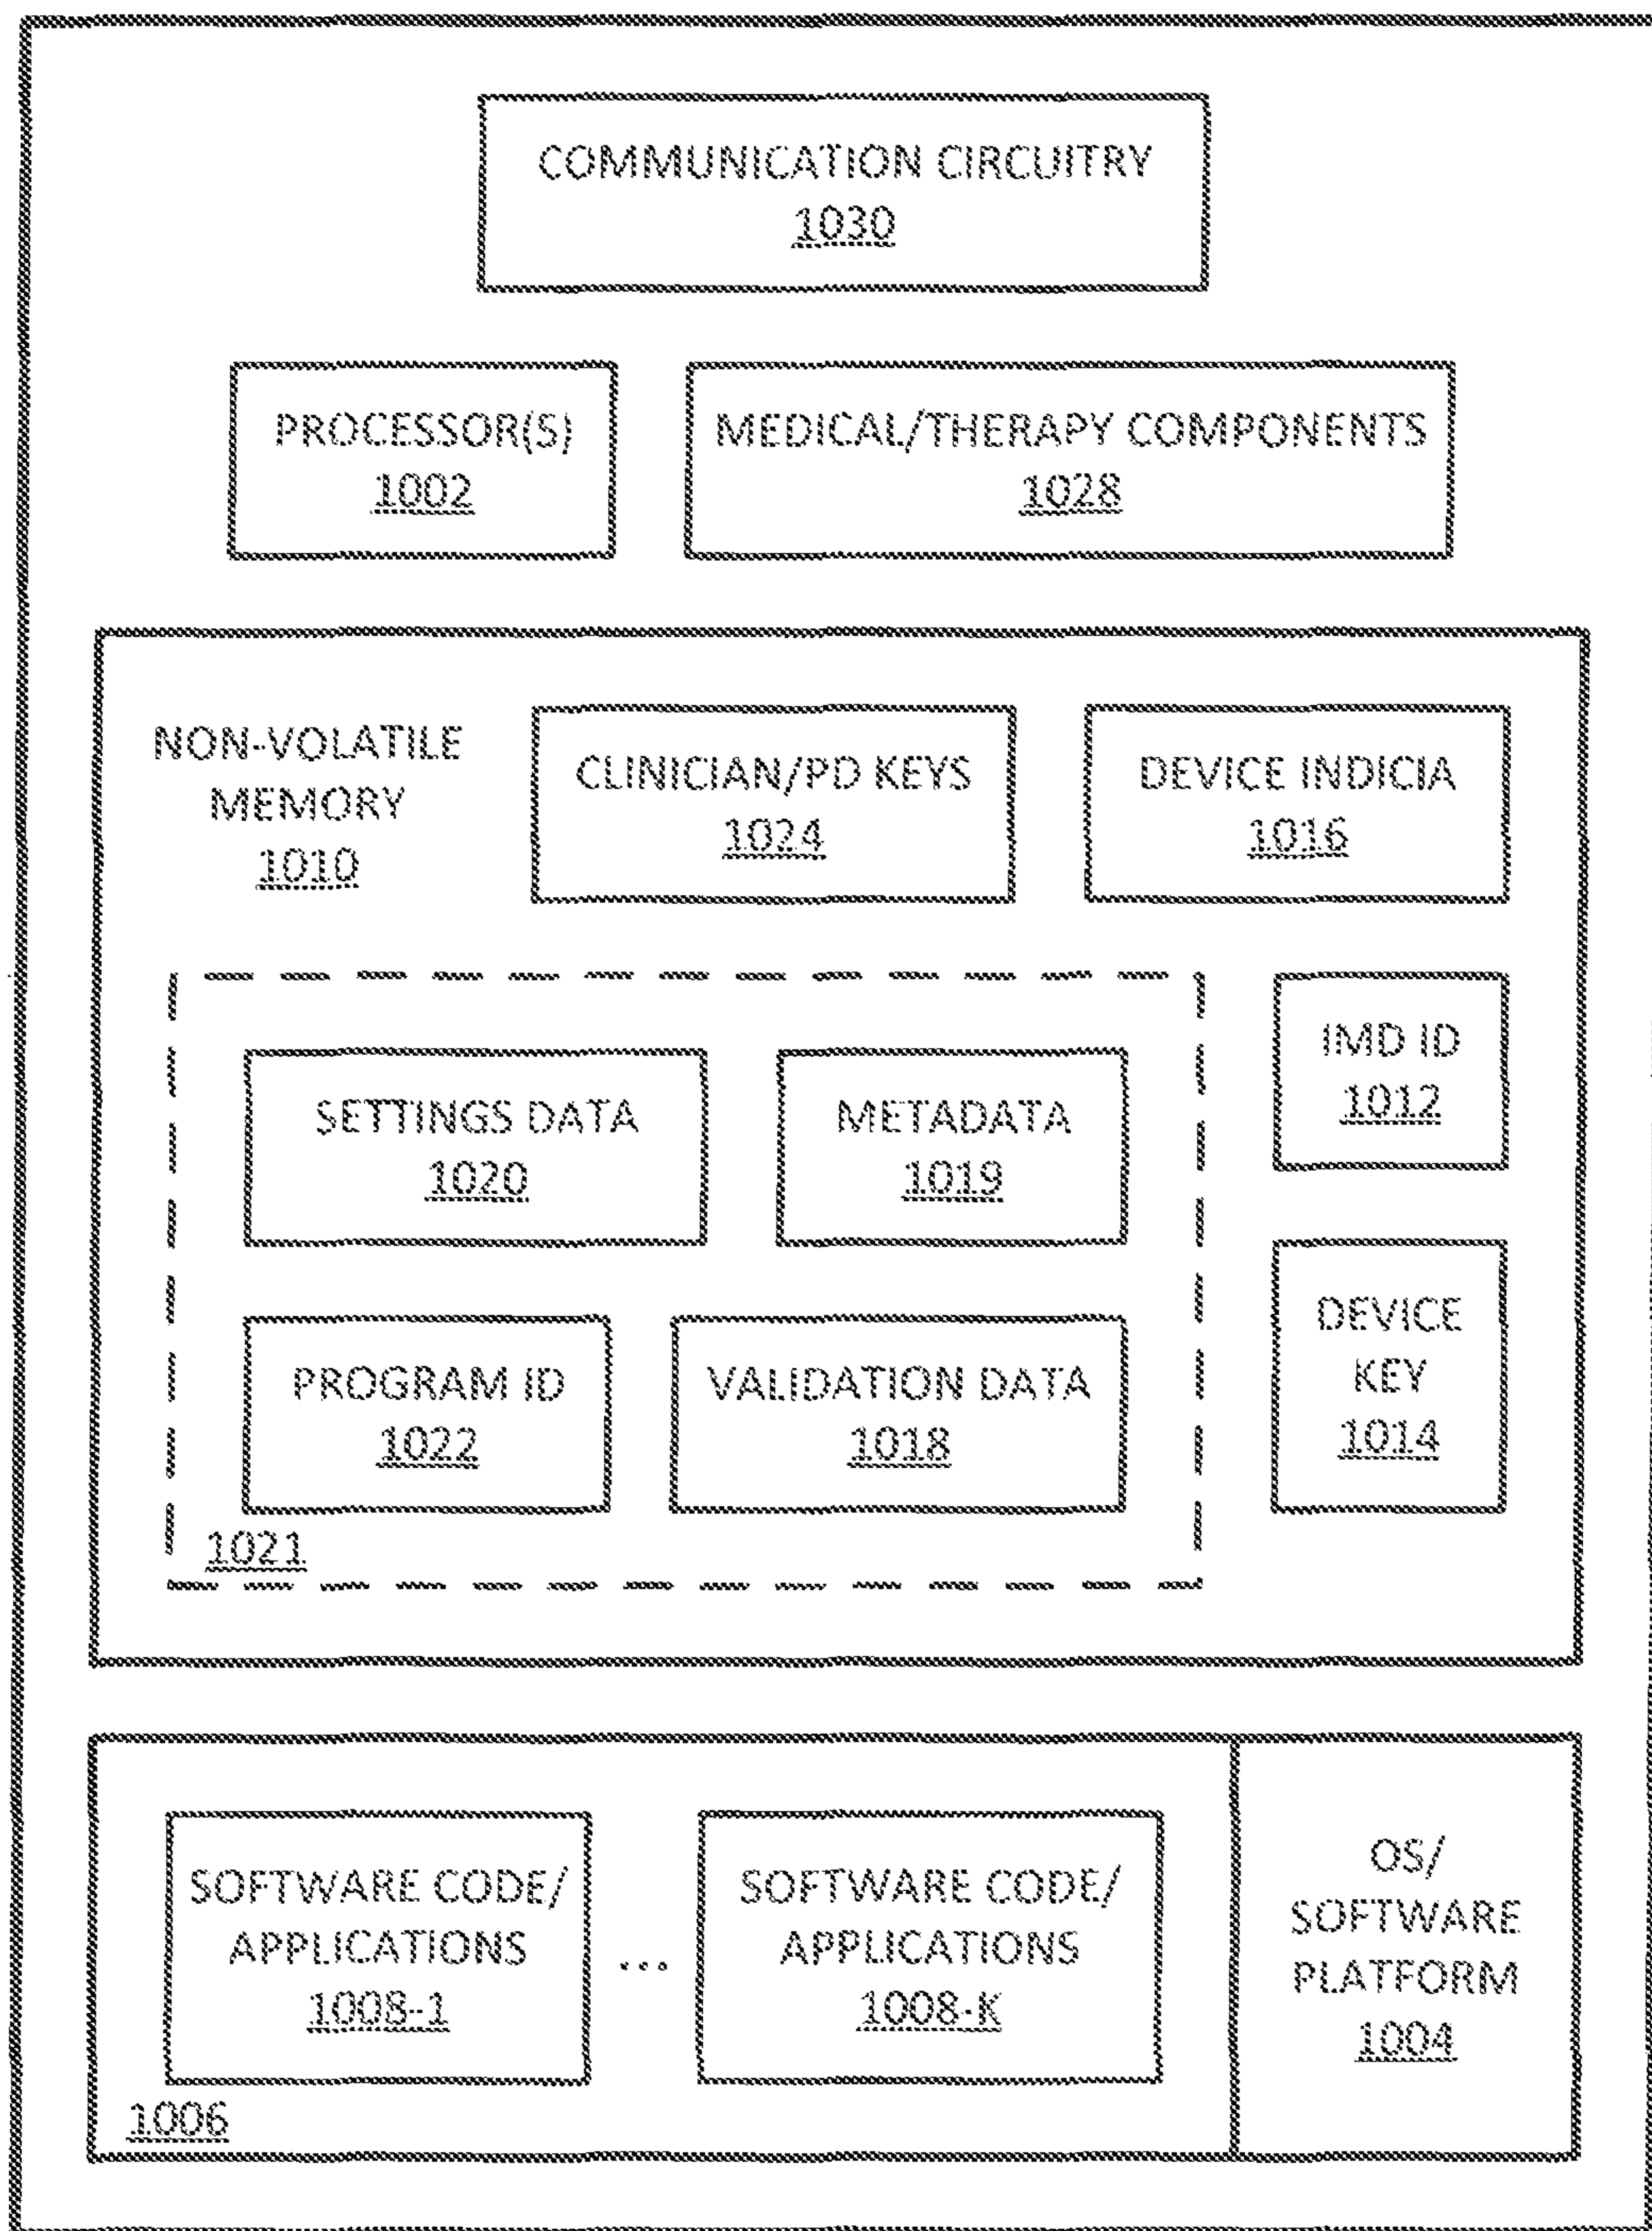 COMMUNICATION CIRCUITRY
1030
PROCESSOR(S)
1002
MEDICAL/THERAPY COMPONENTS
1028
NON-VOLATILE
MEMORY
1010
CLINICIAN/PD KEYS
1024
DEVICE INDICIA
1016
SETTINGS DATA
1020
METADATA
1019
IMD ID
1012
PROGRAM ID
1022
VALIDATION DATA
1018
DEVICE
KEY
1014
1021
SOFTWARE CODE/
APPLICATIONS
1008-1
...
SOFTWARE CODE/
APPLICATIONS
1008-K
OS/
SOFTWARE
PLATFORM
1004
1006